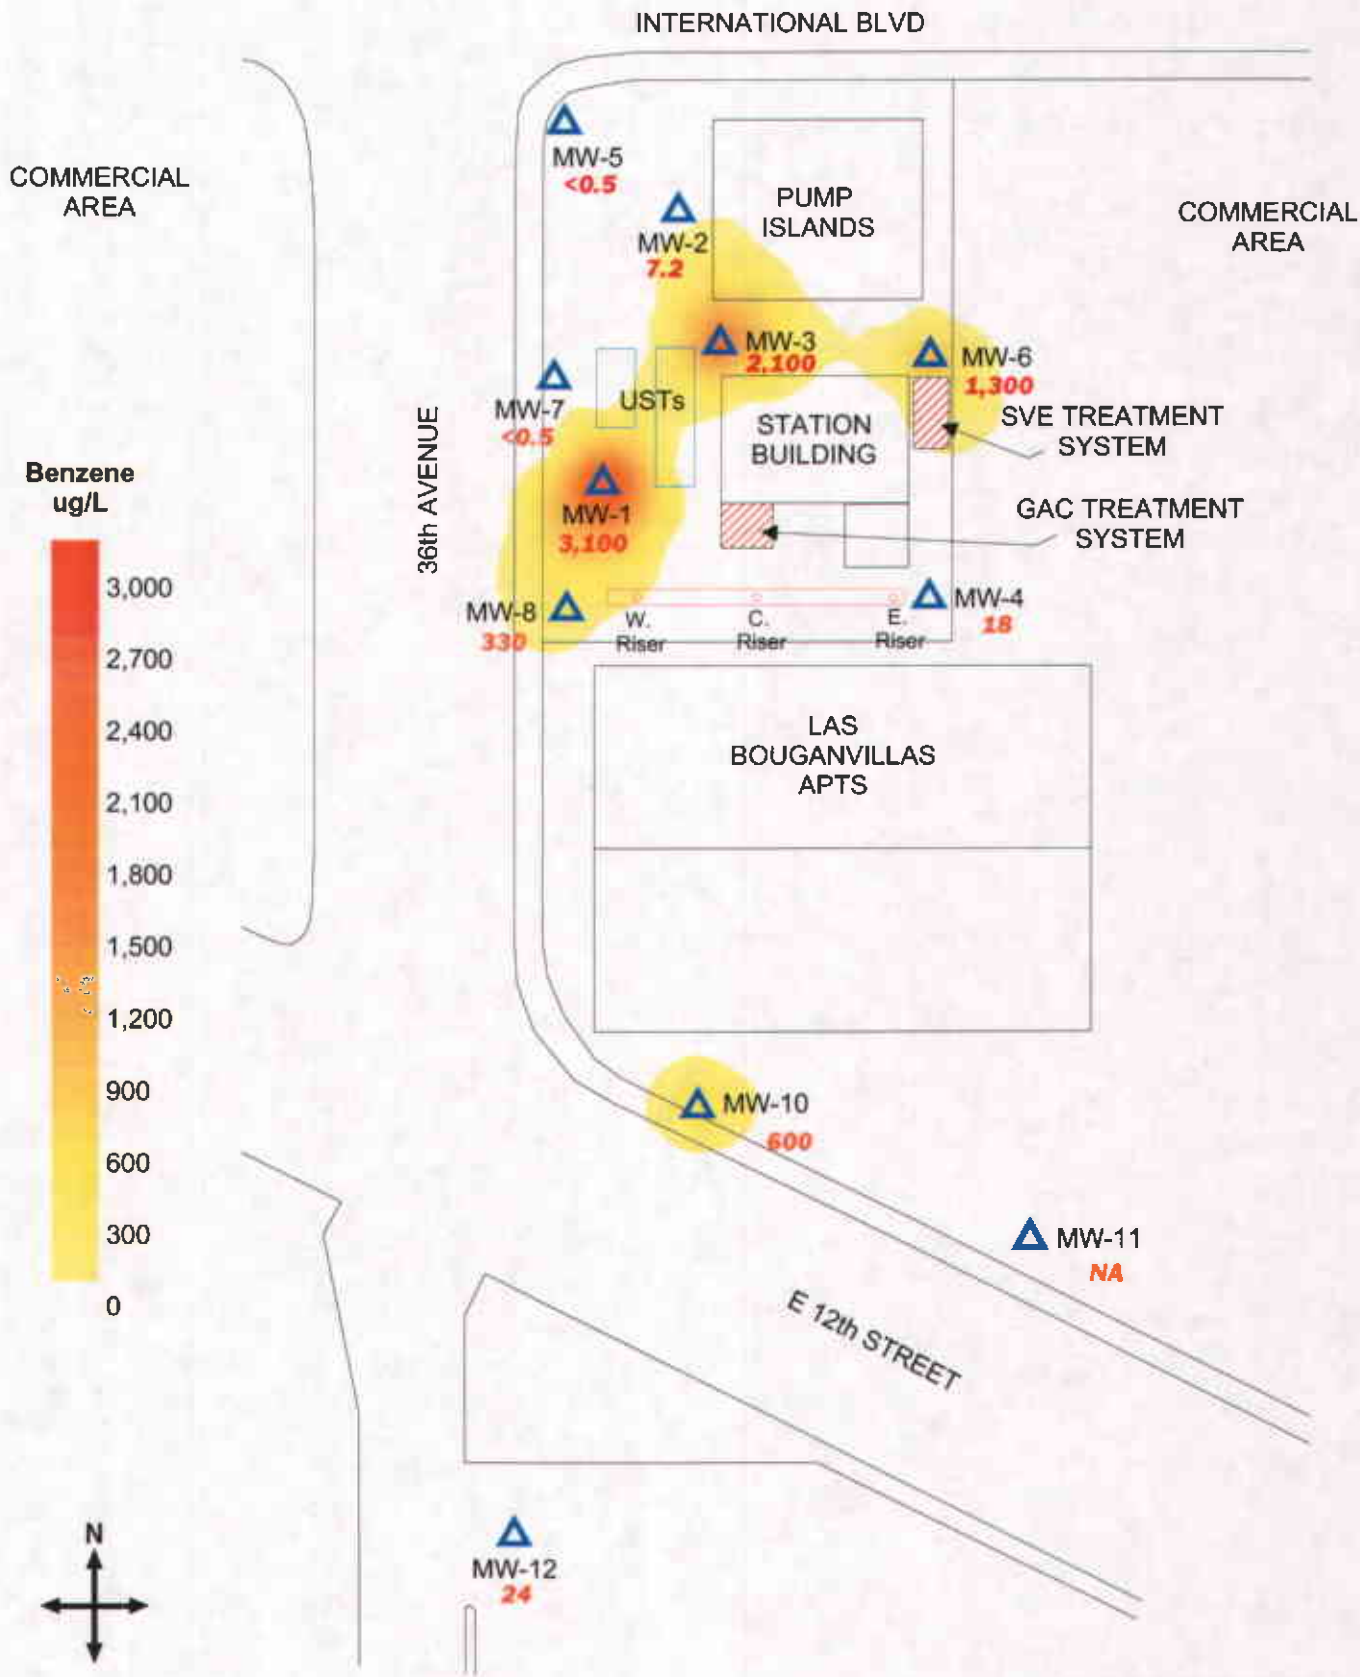 INTERNATIONAL BLVD
COMMERCIAL
AREA
MW-5
<0.5
MW-2
7.2
PUMP
ISLANDS
COMMERCIAL
AREA
MW-3
2,100
MW-6
1,300
MW-7
<0.5
USTs
STATION
BUILDING
SVE TREATMENT
SYSTEM
36th AVENUE
MW-1
3,100
GAC TREATMENT
SYSTEM
MW-8
330
W.
Riser
C.
Riser
E.
Riser
MW-4
18
Benzene
ug/L
3,000
2,700
2,400
2,100
1,800
1,500
1,200
900
600
300
0
LAS
BOUGANVILLAS
APTS
MW-10
600
MW-11
NA
E 12th STREET
MW-12
24
N